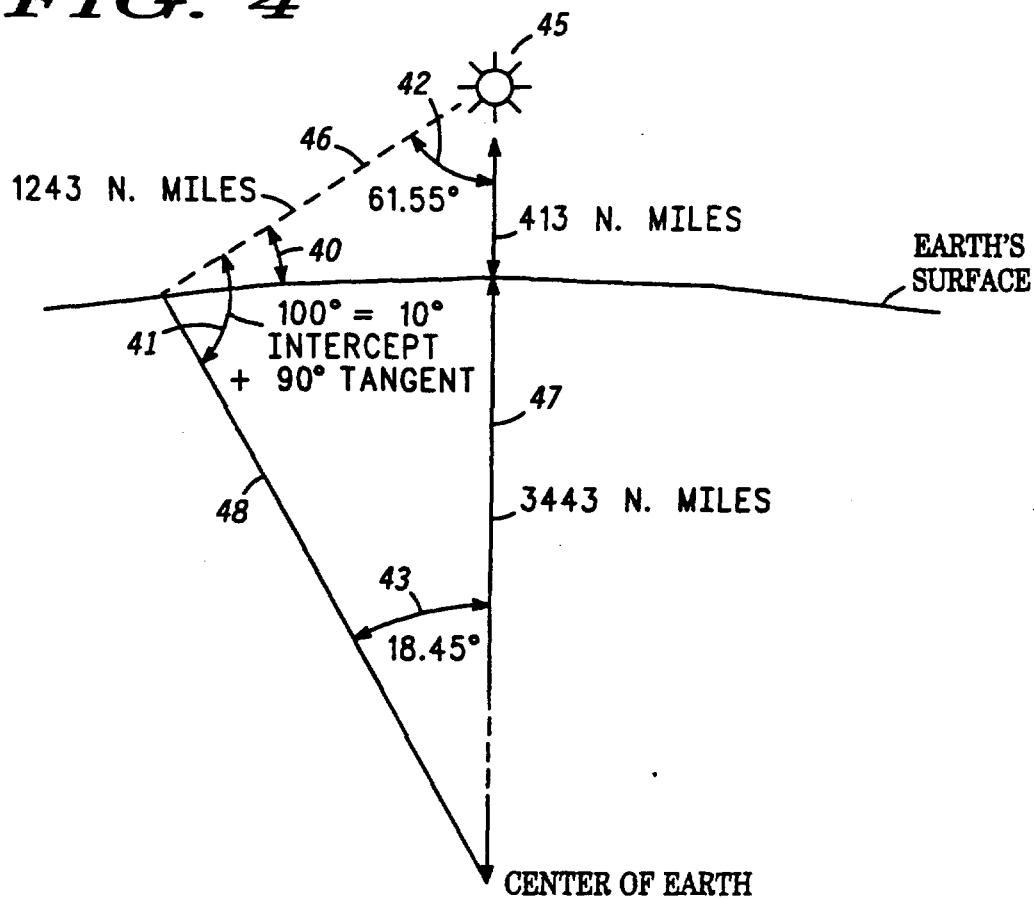 FIG. 4
45
42
46
1243 N. MILES
61.55°
413 N. MILES
40
EARTH'S
SURFACE
100° = 10°
41
INTERCEPT
+ 90° TANGENT
47
48
3443 N. MILES
43
18.45°
CENTER OF EARTH